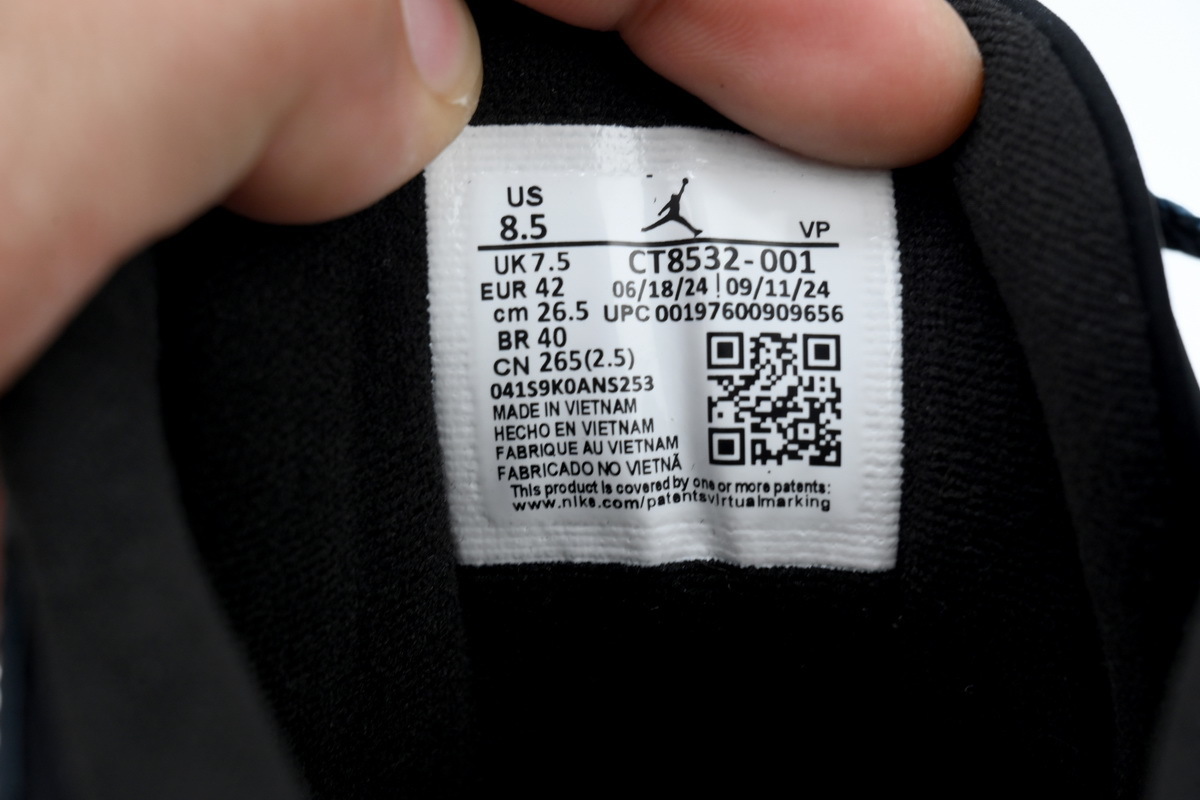 US
8.5
VP
UK 7.5
CT8532-001
EUR 42
06/18/24 | 09/11/24
cm 26.5
UPC 00197600909656
BR 40
CN 265(2.5)
041S9K0ANS253
MADE IN VIETNAM
HECHO EN VIETNAM
FABRIQUE AU VIETNAM
FABRICADO NO VIETNÃ
This product is covered by one or more patents:
www.nike.com/patentsvirtualmarking